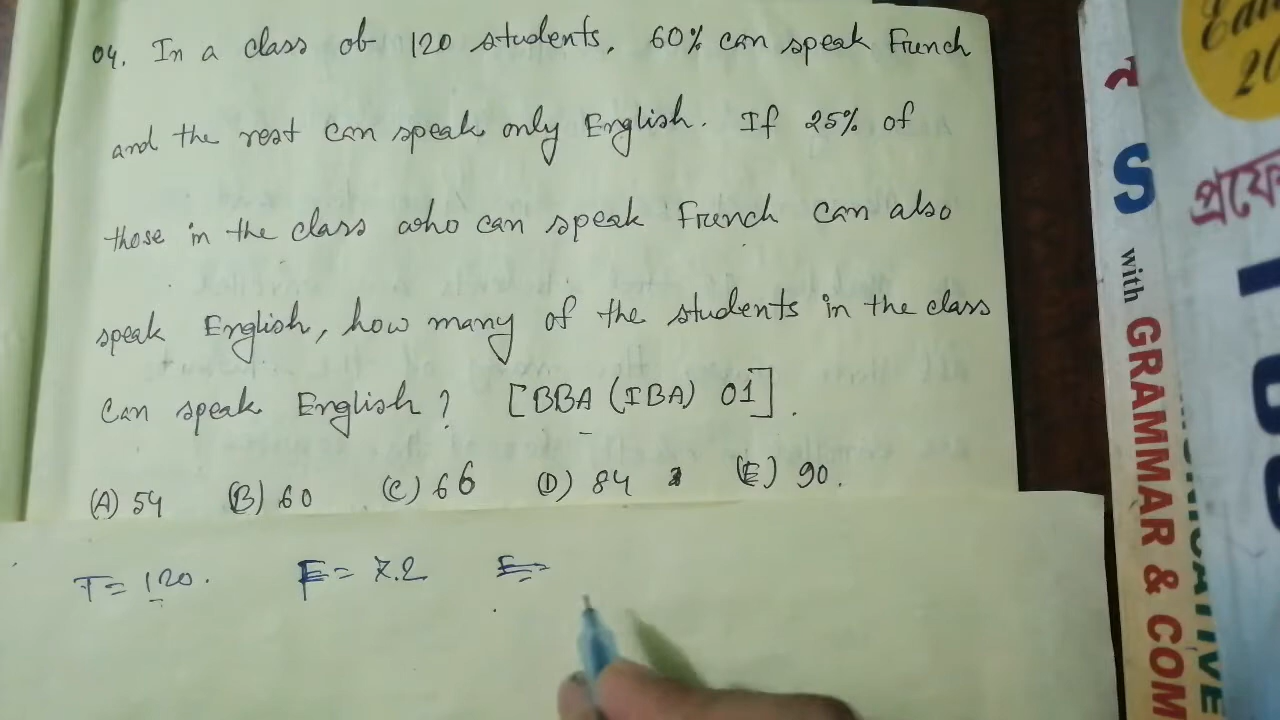 04. In a class of 120 students, 60% can speak French
and the rest can speak only English. If 25% of
those in the class who can speak French can also
speak English, how many of the students in the class
can speak English? [BBA (IBA) 01].
(A) 54 (B) 60 (C) 66 (D) 84 (E) 90.
T = 120. F = 72 E =
S with GRAMMAR & COM